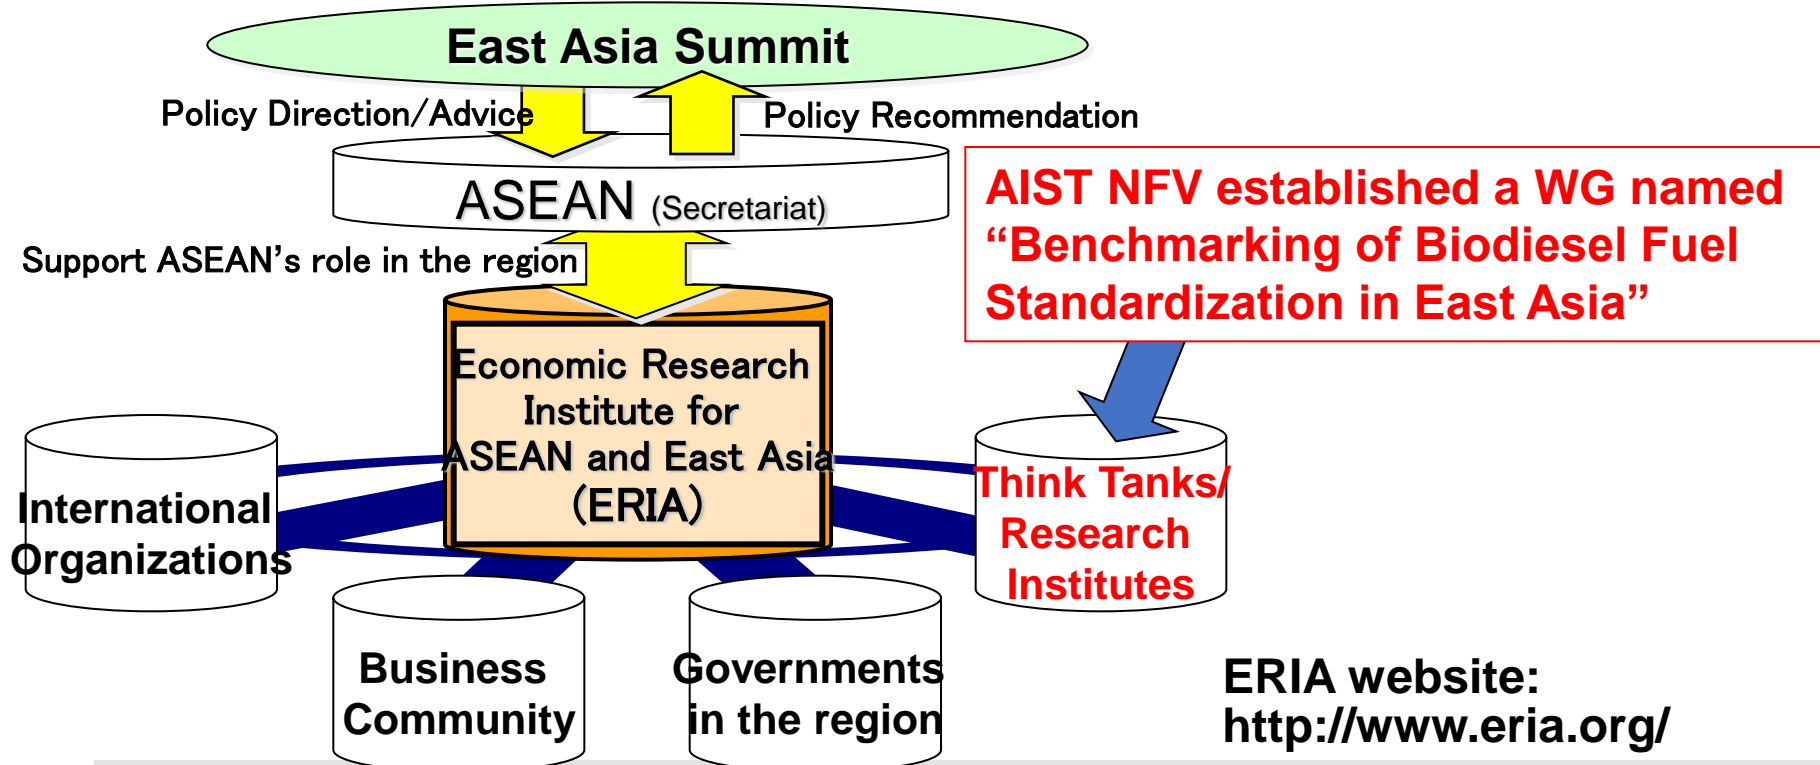 East Asia Summit
Policy Direction/Advice
Policy Recommendation
ASEAN (Secretariat)
AIST NFV established a WG named
“Benchmarking of Biodiesel Fuel
Standardization in East Asia”
Support ASEAN’s role in the region
Economic Research
Institute for
ASEAN and East Asia
(ERIA)
International
Organizations
Think Tanks/
Research
Institutes
Business
Community
Governments
in the region
ERIA website:
http://www.eria.org/